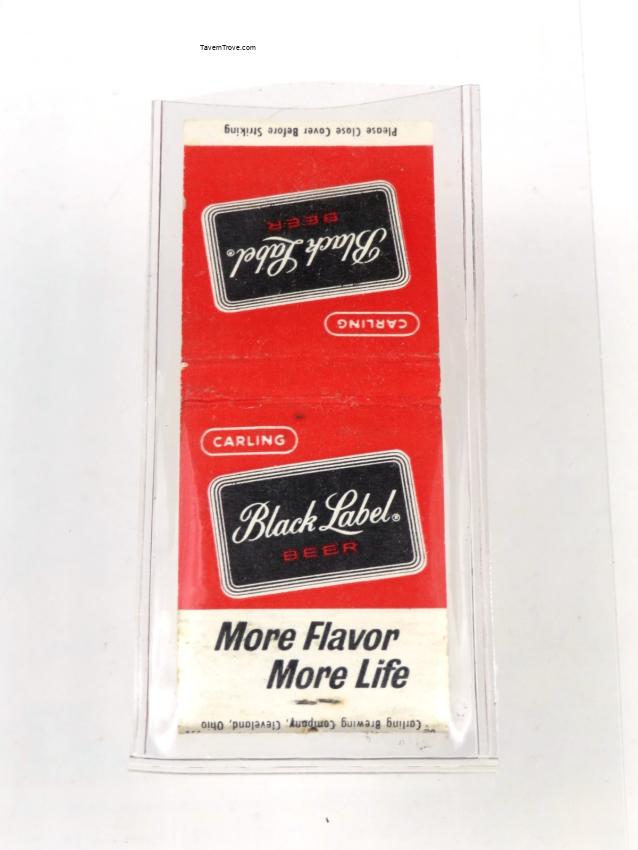 TavernTrove.com
Please Close Cover Before Striking
Black Label®
BEER
CARLING
CARLING
Black Label®
BEER
More Flavor
More Life
Carling Brewing Company, Cleveland, Ohio